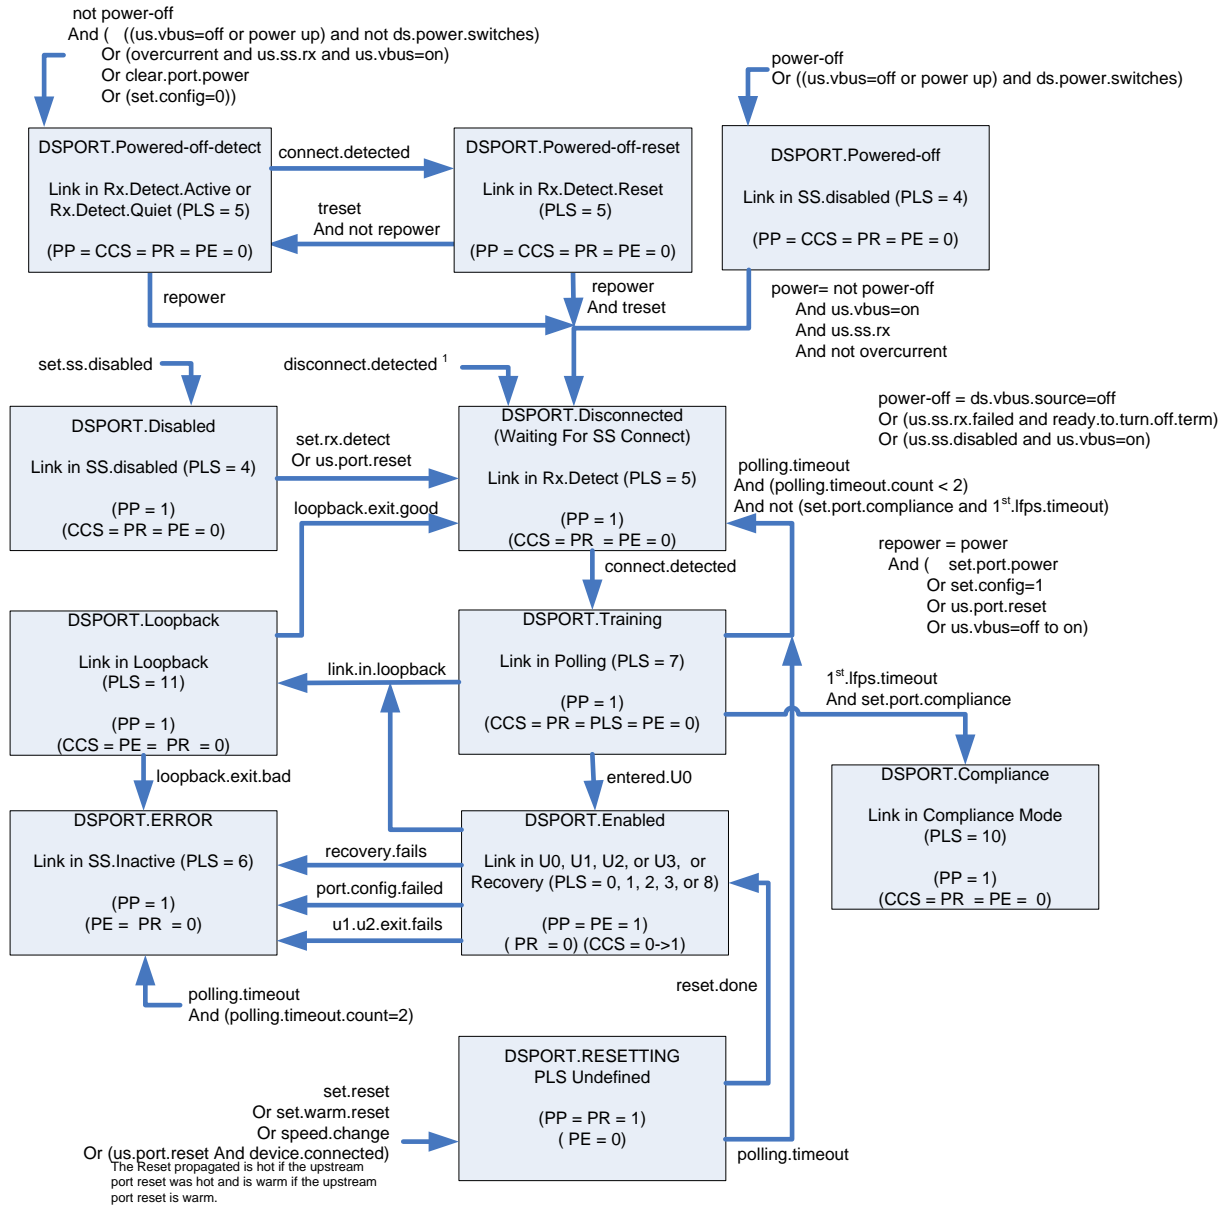 not power-off
And (   ((us.vbus=off or power up) and not ds.power.switches)
Or (overcurrent and us.ss.rx and us.vbus=on)
Or clear.port.power
Or (set.config=0))
power-off
Or ((us.vbus=off or power up) and ds.power.switches)
DSPORT.Powered-off-detect
Link in Rx.Detect.Active or
Rx.Detect.Quiet (PLS = 5)
(PP = CCS = PR = PE = 0)
connect.detected
treset
And not repower
DSPORT.Powered-off-reset
Link in Rx.Detect.Reset
(PLS = 5)
(PP = CCS = PR = PE = 0)
DSPORT.Powered-off
Link in SS.disabled (PLS = 4)
(PP = CCS = PR = PE = 0)
repower
repower
And treset
power= not power-off
And us.vbus=on
And us.ss.rx
And not overcurrent
set.ss.disabled
disconnect.detected 1
power-off = ds.vbus.source=off
Or (us.ss.rx.failed and ready.to.turn.off.term)
Or (us.ss.disabled and us.vbus=on)
DSPORT.Disabled
Link in SS.disabled (PLS = 4)
(PP = 1)
(CCS = PR = PE = 0)
set.rx.detect
Or us.port.reset
loopback.exit.good
DSPORT.Disconnected
(Waiting For SS Connect)
Link in Rx.Detect (PLS = 5)
(PP = 1)
(CCS = PR  = PE = 0)
polling.timeout
And (polling.timeout.count < 2)
And not (set.port.compliance and 1st.lfps.timeout)
repower = power
And (    set.port.power
Or set.config=1
Or us.port.reset
Or us.vbus=off to on)
connect.detected
DSPORT.Loopback
Link in Loopback
(PLS = 11)
(PP = 1)
(CCS = PE =  PR  = 0)
link.in.loopback
DSPORT.Training
Link in Polling (PLS = 7)
(PP = 1)
(CCS = PR = PLS = PE = 0)
1st.lfps.timeout
And set.port.compliance
loopback.exit.bad
entered.U0
DSPORT.Compliance
Link in Compliance Mode
(PLS = 10)
(PP = 1)
(CCS = PR  = PE =  0)
DSPORT.ERROR
Link in SS.Inactive (PLS = 6)
(PP = 1)
(PE =  PR  = 0)
recovery.fails
port.config.failed
u1.u2.exit.fails
DSPORT.Enabled
Link in U0, U1, U2, or U3,  or
Recovery (PLS = 0, 1, 2, 3, or 8)
(PP = PE = 1)
( PR  = 0) (CCS = 0->1)
polling.timeout
And (polling.timeout.count=2)
reset.done
DSPORT.RESETTING
PLS Undefined
(PP = PR = 1)
( PE = 0)
set.reset
Or set.warm.reset
Or speed.change
Or (us.port.reset And device.connected)
The Reset propagated is hot if the upstream
port reset was hot and is warm if the upstream
port reset is warm.
polling.timeout